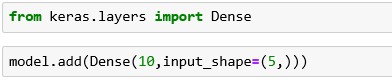 from keras.layers import Dense
model.add(Dense(10,input_shape=(5,)))